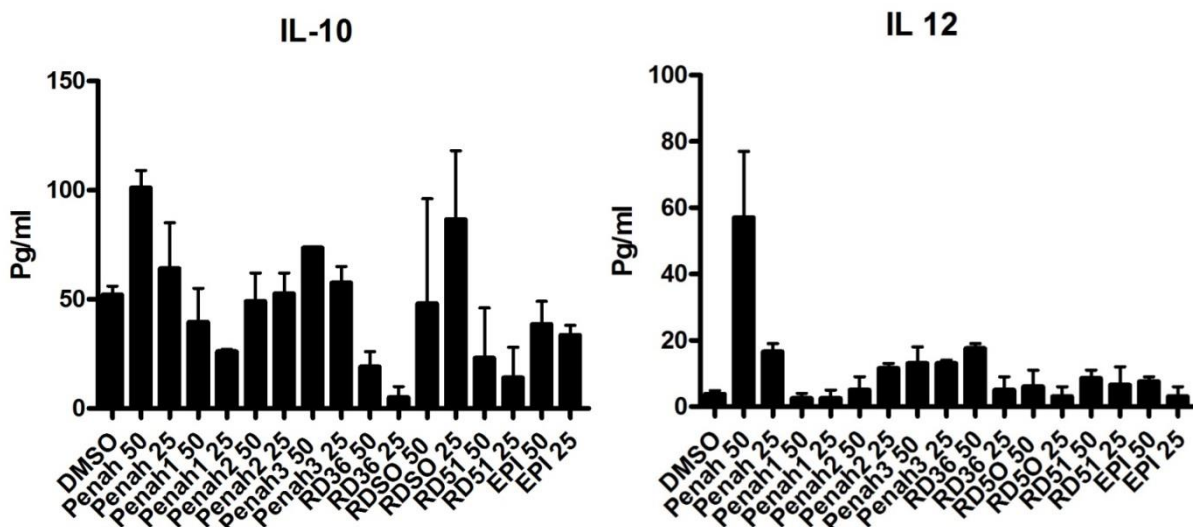 IL-10
Pg/ml
150
100
50
0
DMSO
Penah 50
Penah 25
Penah1 50
Penah1 25
Penah2 50
Penah2 25
Penah3 50
Penah3 25
RD36 50
RD36 25
RDSO 50
RDSO 25
RD51 50
RD51 25
EPI 50
EPI 25
IL 12
Pg/ml
100
80
60
40
20
0
DMSO
Penah 50
Penah 25
Penah1 50
Penah1 25
Penah2 50
Penah2 25
Penah3 50
Penah3 25
RD36 50
RD36 25
RD5O 50
RD5O 25
RD51 50
RD51 25
EPI 50
EPI 25